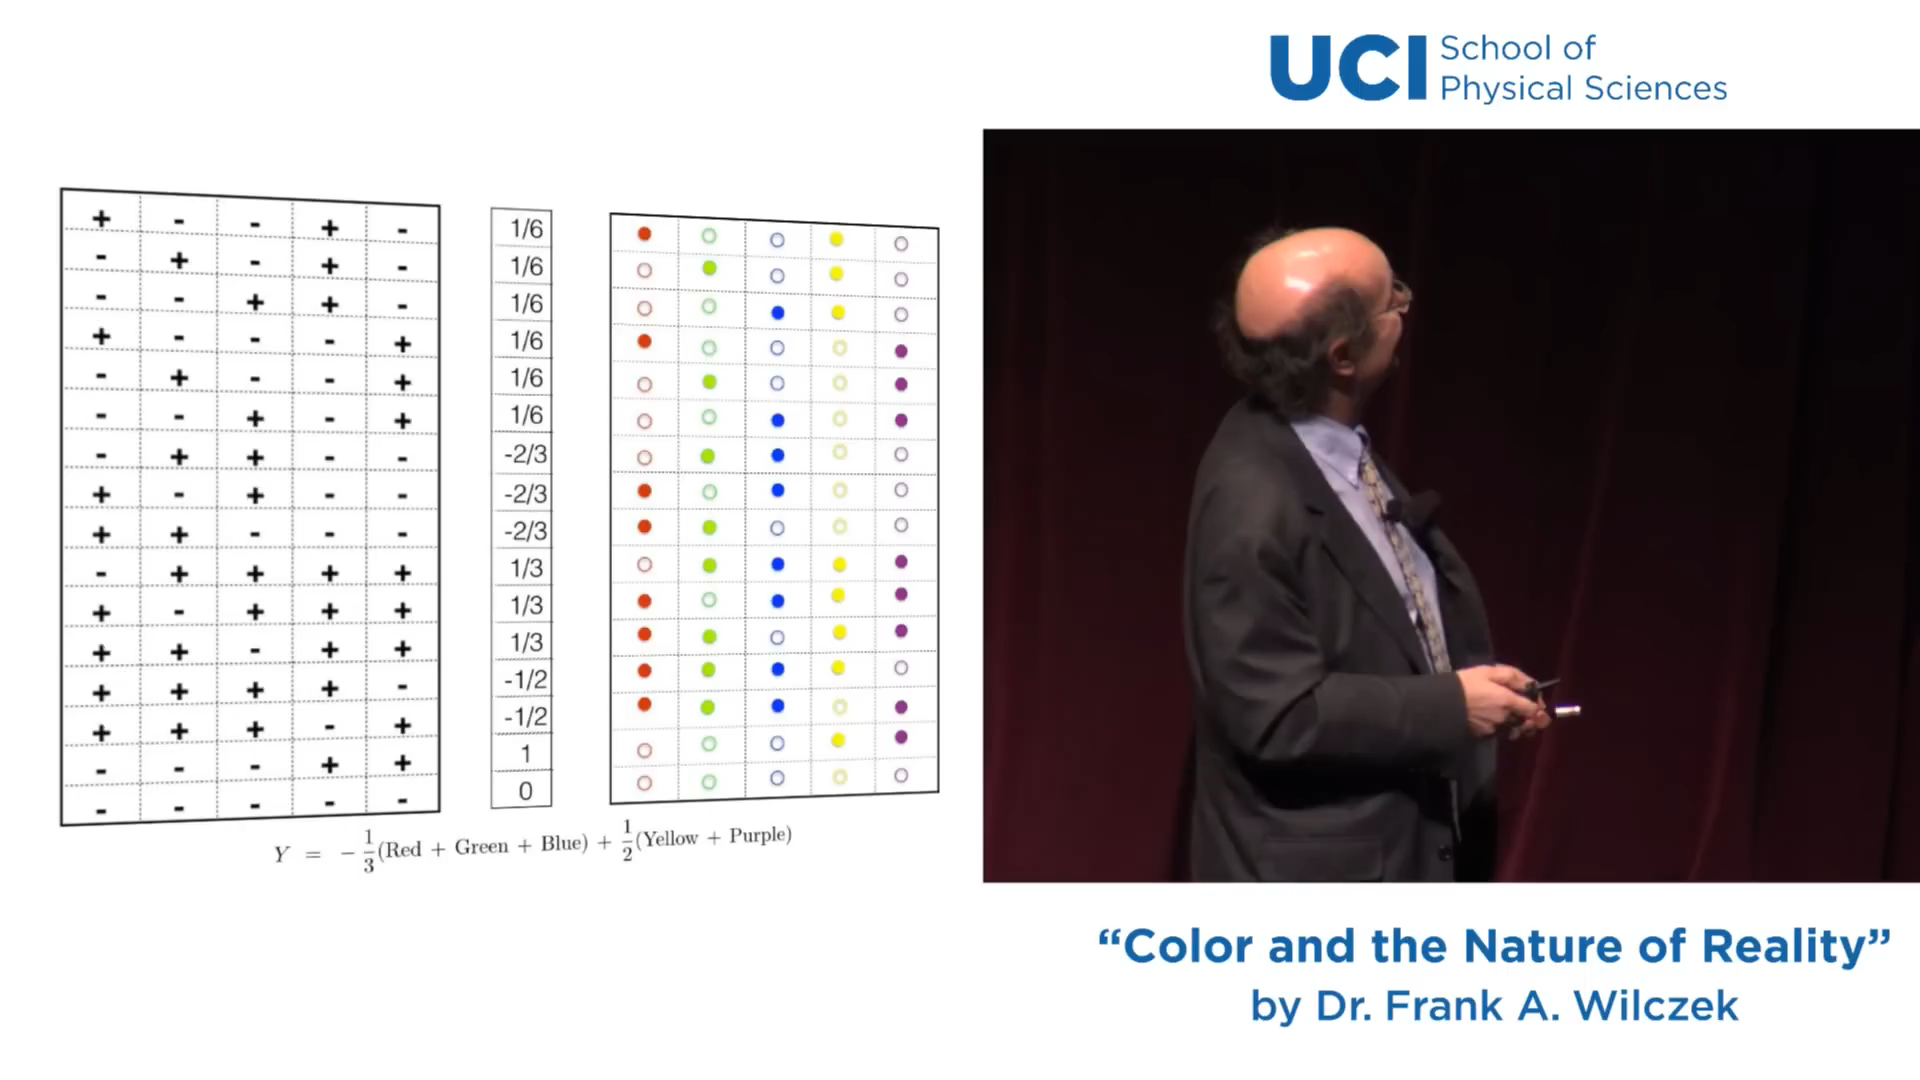 UCI School of
Physical Sciences
+ - - + - 1/6
- + - + - 1/6
- - + + - 1/6
+ - - - + 1/6
- + - - + 1/6
- - + - + 1/6
- + + - - -2/3
+ - + - - -2/3
+ + - - - -2/3
- + + + + 1/3
+ - + + + 1/3
+ + - + + 1/3
+ + + + - -1/2
+ + + - + -1/2
- - - + + 1
- - - - - 0
Y = -1/3(Red + Green + Blue) + 1/2(Yellow + Purple)
“Color and the Nature of Reality”
by Dr. Frank A. Wilczek